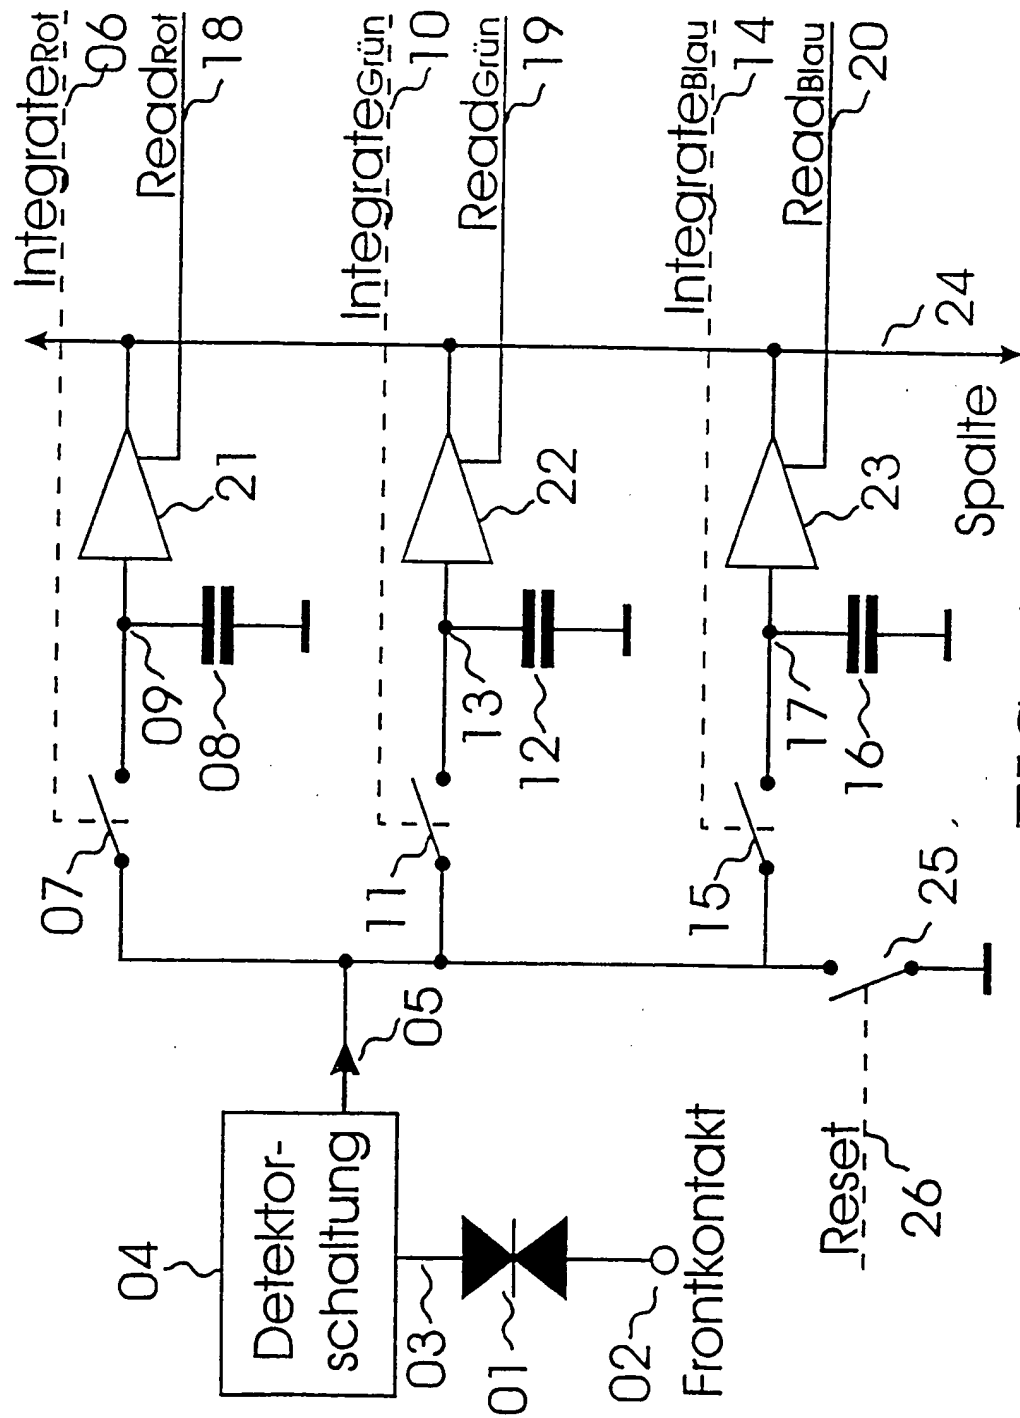 IntegrateRot
06
ReadRot
18
IntegrateGrün
10
ReadGrün
19
IntegrateBlau
14
ReadBlau
20
24
Spalte
21
22
23
09
08
13
12
17
16
07
11
15
25
05
04
Detektor-
schaltung
03
01
02
Frontkontakt
Reset
26